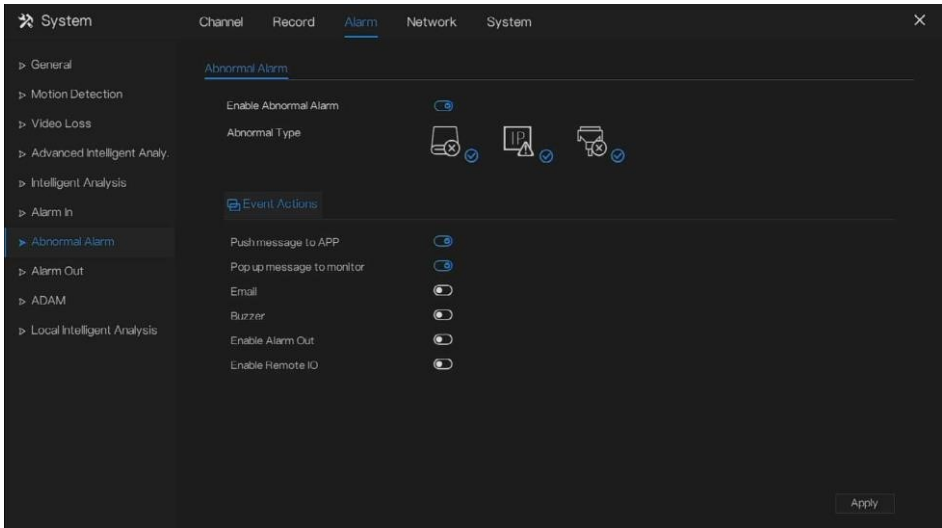 System
Channel Record Alarm Network System
General
Motion Detection
Video Loss
Advanced Intelligent Analy.
Intelligent Analysis
Alarm In
Abnormal Alarm
Alarm Out
ADAM
Local Intelligent Analysis
Abnormal Alarm
Enable Abnormal Alarm
Abnormal Type
IP
Event Actions
Push message to APP
Pop up message to monitor
Email
Buzzer
Enable Alarm Out
Enable Remote IO
Apply